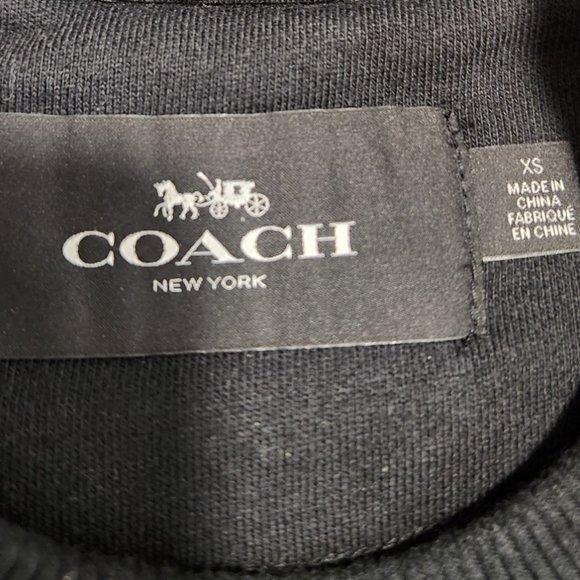 COACH
NEW YORK
XS
MADE IN
CHINA
FABRIQUÉ
EN CHINE